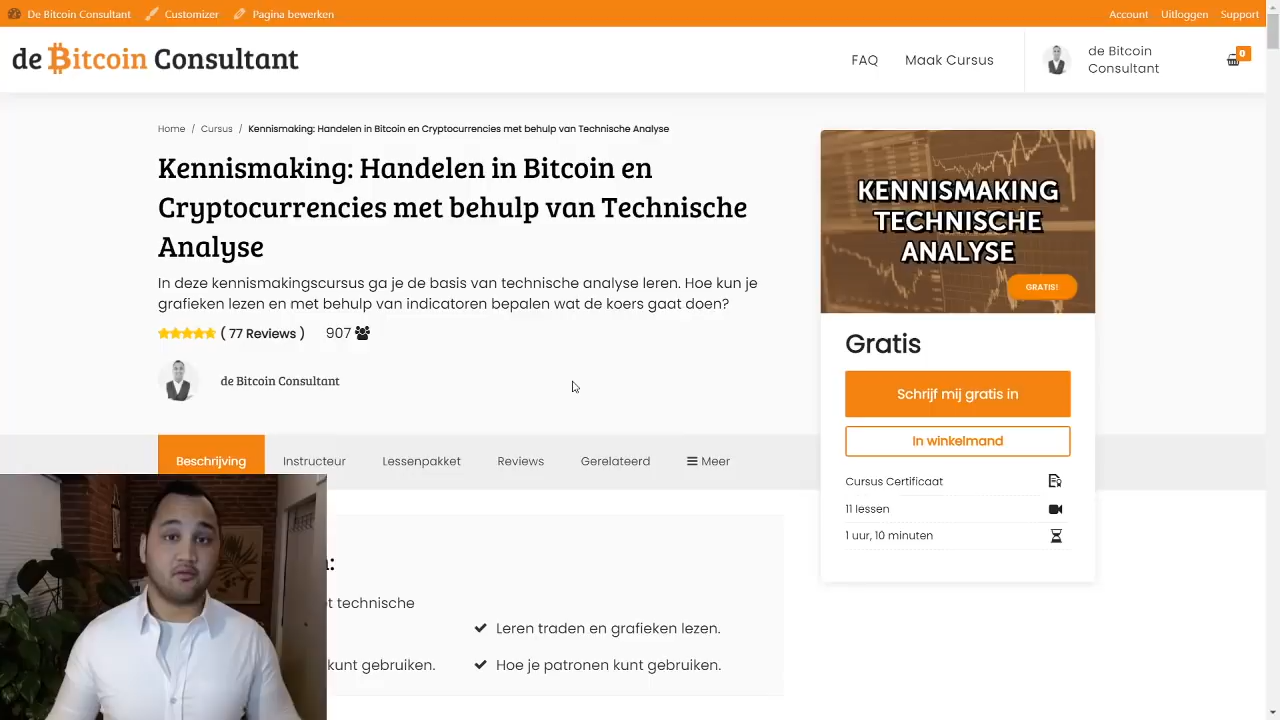 De Bitcoin Consultant Customizer Pagina bewerken Account Uitloggen Support
de Bitcoin Consultant
FAQ Maak Cursus
de Bitcoin
Consultant
0
Home / Cursus / Kennismaking: Handelen in Bitcoin en Cryptocurrencies met behulp van Technische Analyse
Kennismaking: Handelen in Bitcoin en
Cryptocurrencies met behulp van Technische
Analyse
In deze kennismakingscursus ga je de basis van technische analyse leren. Hoe kun je
grafieken lezen en met behulp van indicatoren bepalen wat de koers gaat doen?
( 77 Reviews ) 907
de Bitcoin Consultant
KENNISMAKING
TECHNISCHE
ANALYSE
GRATIS!
Gratis
Schrijf mij gratis in
In winkelmand
Cursus Certificaat
11 lessen
1 uur, 10 minuten
Beschrijving Instructeur Lessenpakket Reviews Gerelateerd Meer
technische
Leren traden en grafieken lezen.
kunt gebruiken.
Hoe je patronen kunt gebruiken.